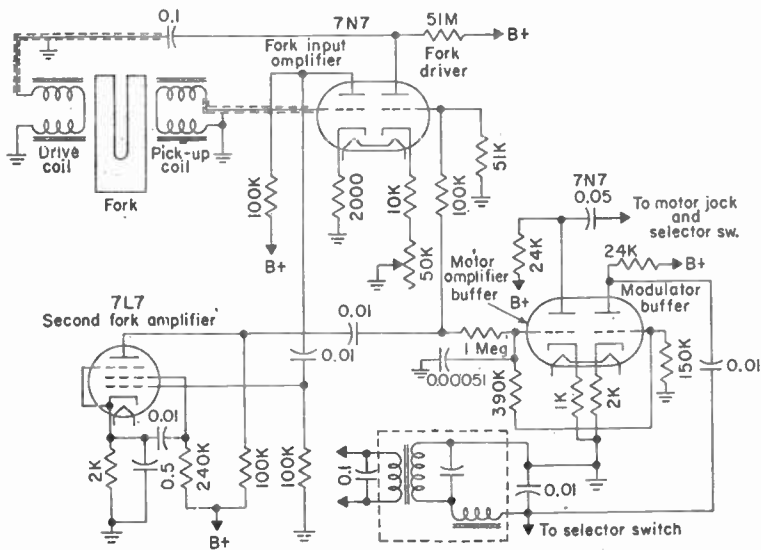 0.1
7N7
51M
B+
Fork input
amplifier
Fork
driver
Drive
coil
Pick-up
coil
Fork
100K
B+
2000
10K
50K
100K
51K
7N7
0.05
To motor jock
and
selector sw.
24K
B+
24K
B+
Motor
amplifier
buffer
Modulator
buffer
7L7
Second fork amplifier
0.01
0.01
1 Meg
0.00051
390K
1K
2K
150K
0.01
0.01
2K
0.5
240K
100K
100K
B+
0.1
0.01
To selector switch